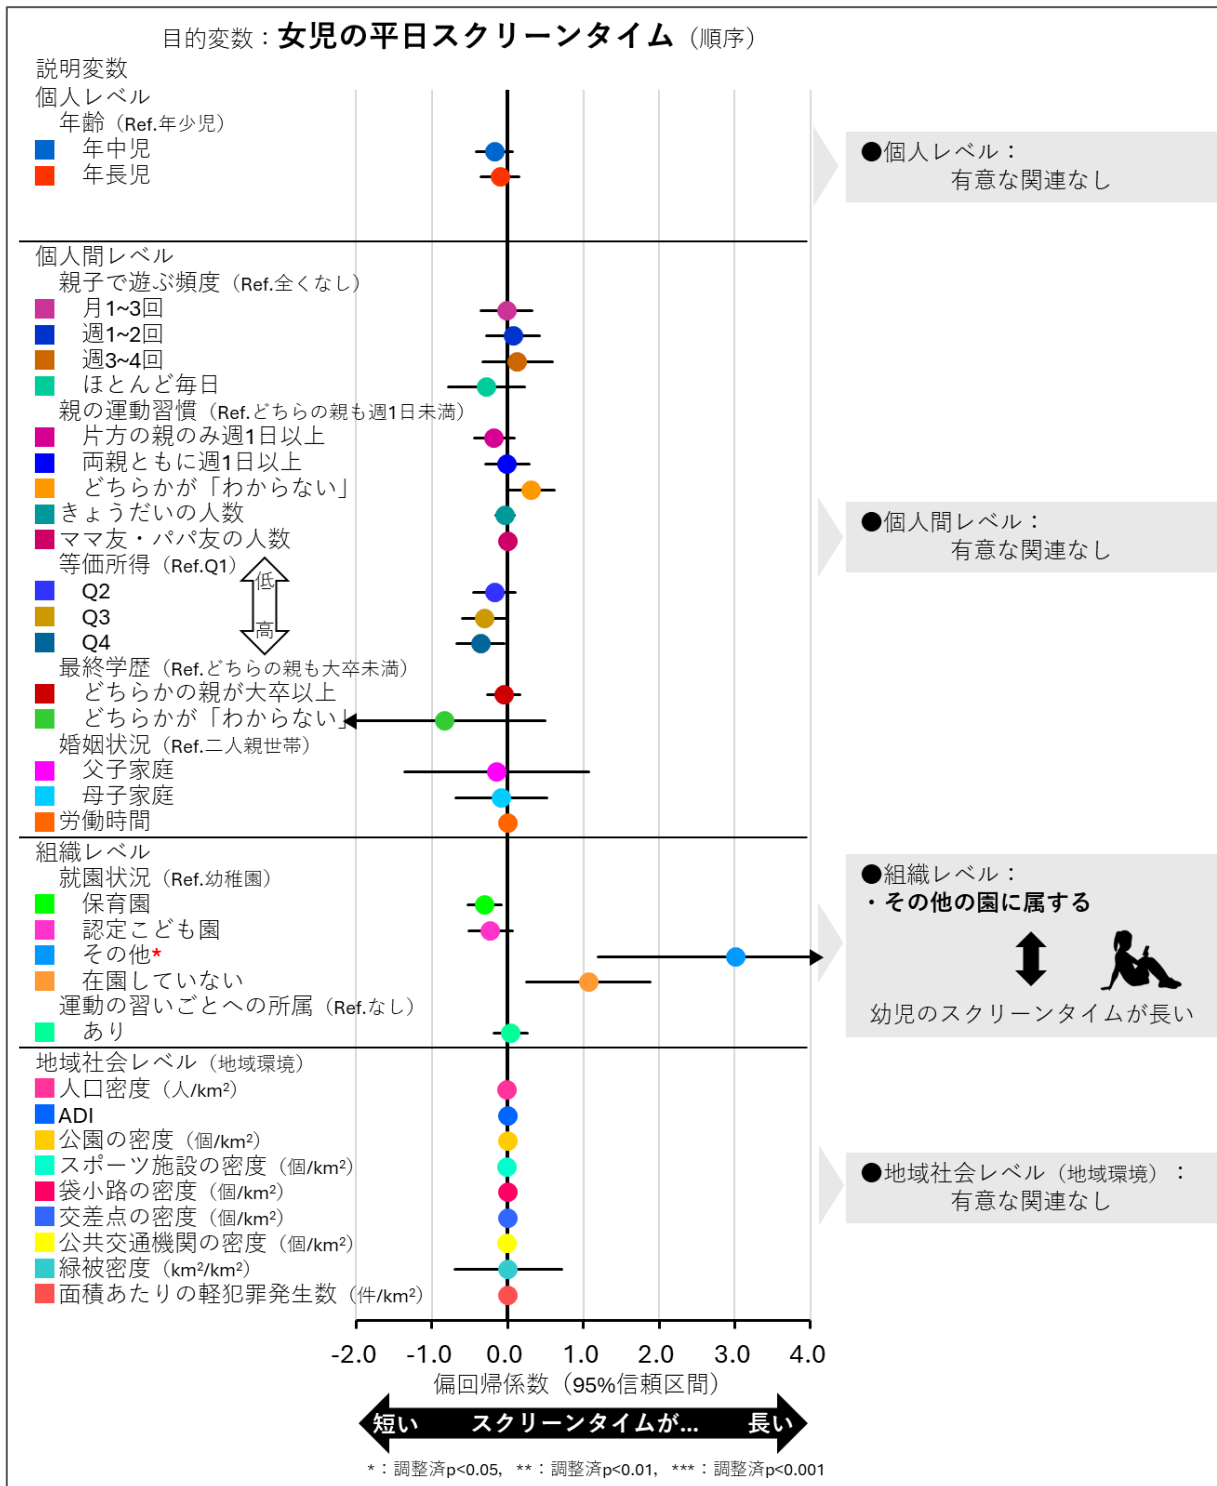 目的変数：女児の平日スクリーンタイム（順序）
説明変数
個人レベル
年齢（Ref.年少児）
年中児
年長児
●個人レベル：
有意な関連なし
個人間レベル
親子で遊ぶ頻度（Ref.全くなし）
月1~3回
週1~2回
週3~4回
ほとんど毎日
親の運動習慣（Ref.どちらの親も週1日未満）
片方の親のみ週1日以上
両親ともに週1日以上
どちらかが「わからない」
きょうだいの人数
ママ友・パパ友の人数
等価所得（Ref.Q1）
低
Q2
Q3
高
Q4
最終学歴（Ref.どちらの親も大卒未満）
どちらかの親が大卒以上
どちらかが「わからない」
婚姻状況（Ref.二人親世帯）
父子家庭
母子家庭
労働時間
●個人間レベル：
有意な関連なし
組織レベル
就園状況（Ref.幼稚園）
保育園
認定こども園
その他*
在園していない
運動の習いごとへの所属（Ref.なし）
あり
●組織レベル：
・その他の園に属する
幼児のスクリーンタイムが長い
地域社会レベル（地域環境）
人口密度（人/km²）
ADI
公園の密度（個/km²）
スポーツ施設の密度（個/km²）
袋小路の密度（個/km²）
交差点の密度（個/km²）
公共交通機関の密度（個/km²）
緑被密度（km²/km²）
面積あたりの軽犯罪発生数（件/km²）
●地域社会レベル（地域環境）：
有意な関連なし
-2.0 -1.0 0.0 1.0 2.0 3.0 4.0
偏回帰係数（95%信頼区間）
短い スクリーンタイムが... 長い
*：調整済p<0.05, **：調整済p<0.01, ***：調整済p<0.001